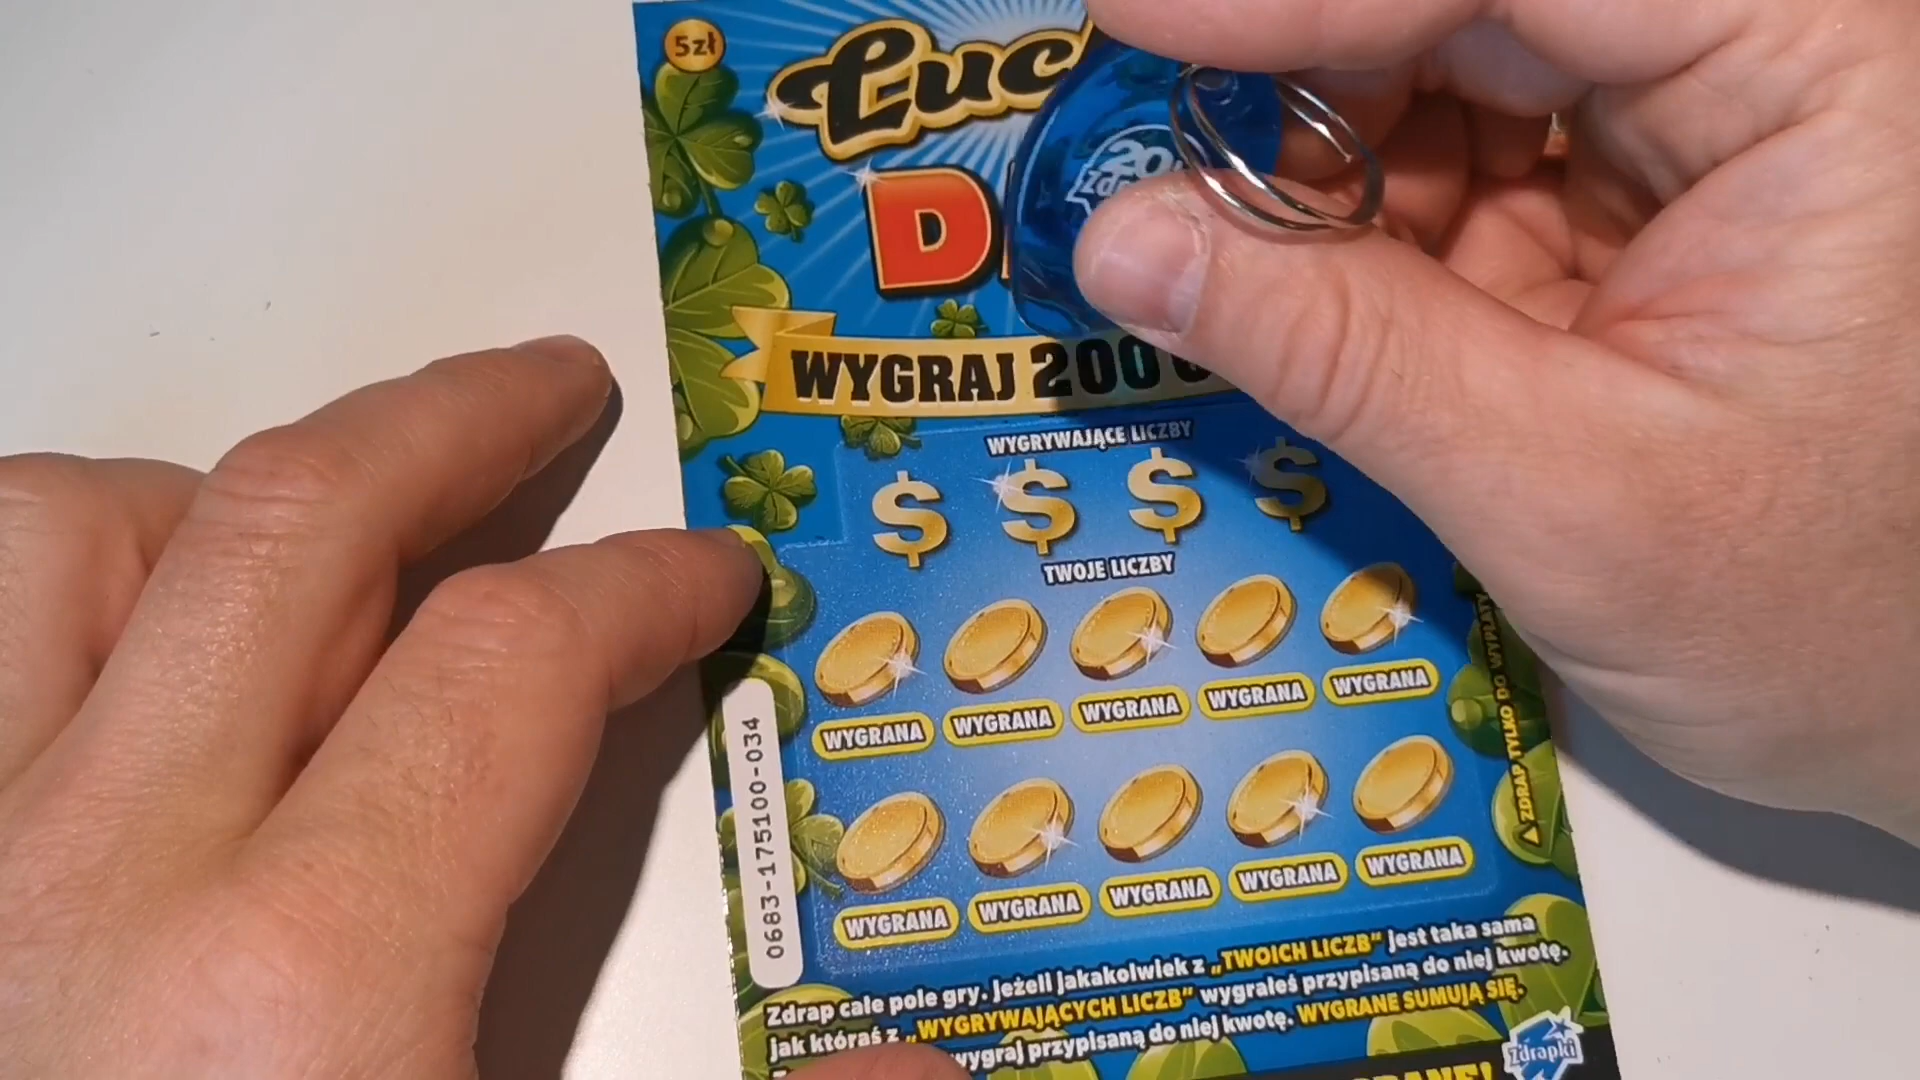 5zł
Luc
D
20
WYGRAJ 200
WYGRYWAJĄCE LICZBY
$ $ $ $
TWOJE LICZBY
WYGRANA WYGRANA WYGRANA WYGRANA WYGRANA
WYGRANA WYGRANA WYGRANA WYGRANA WYGRANA
0683-175100-034
ZDRAP TYLKO DO WYPŁATY
Zdrap całe pole gry. Jeżeli jakakolwiek z „TWOICH LICZB” jest taka sama
jak któraś z „WYGRYWAJĄCYCH LICZB” wygrałeś przypisaną do niej kwotę.
wygraj przypisaną do niej kwotę. WYGRANE SUMUJĄ SIĘ.
Zdrapki